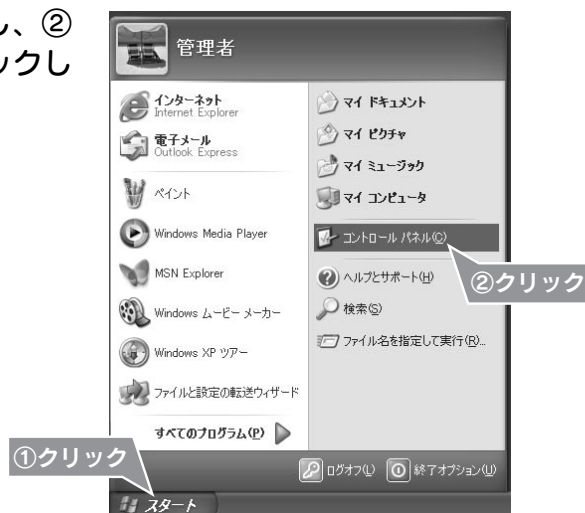 し、②
ックし
管理者
インターネット
Internet Explorer
電子メール
Outlook Express
ペイント
Windows Media Player
MSN Explorer
Windows ムービー メーカー
Windows XP ツアー
ファイルと設定の転送ウィザード
すべてのプログラム(P)
マイ ドキュメント
マイ ピクチャ
マイ ミュージック
マイ コンピュータ
コントロール パネル(C)
②クリック
ヘルプとサポート(H)
検索(S)
ファイル名を指定して実行(R)...
①クリック
ログオフ(L)
終了オプション(U)
スタート